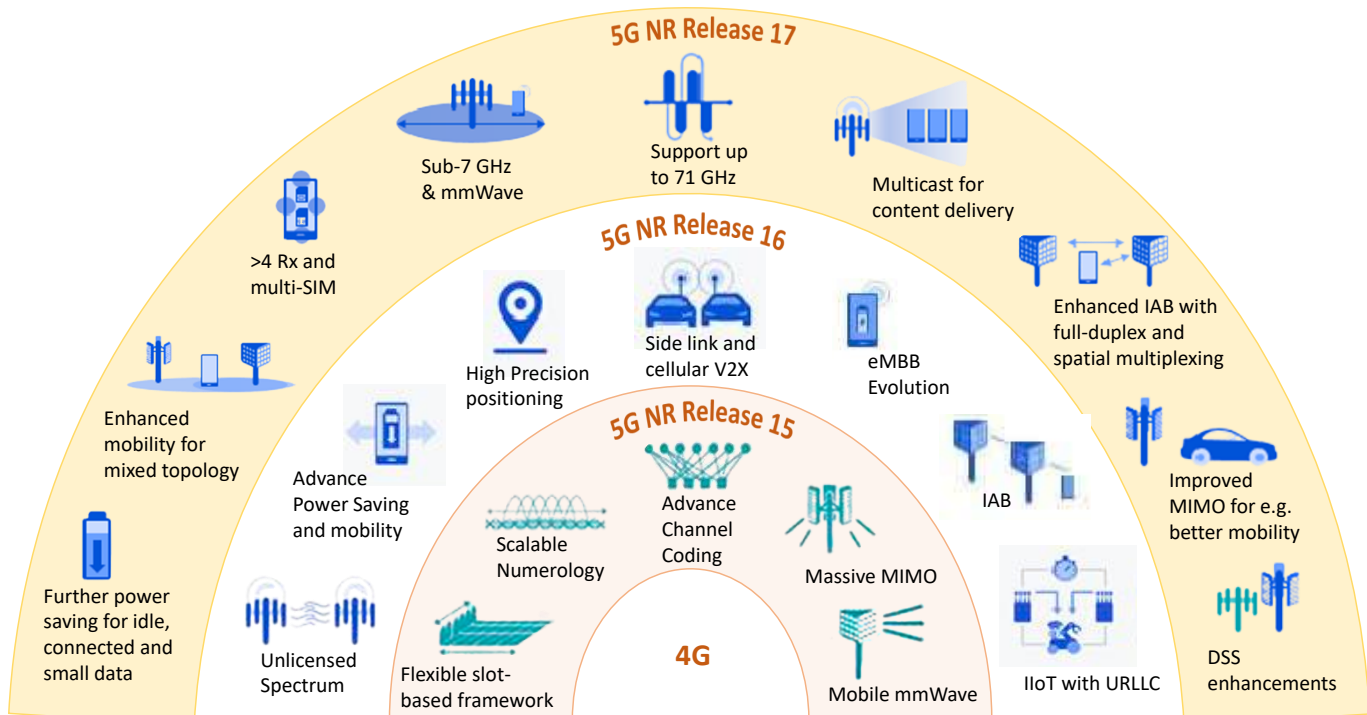 5G NR Release 17
Sub-7 GHz
& mmWave
Support up
to 71 GHz
Multicast for
content delivery
>4 Rx and
multi-SIM
Enhanced IAB with
full-duplex and
spatial multiplexing
Enhanced
mobility for
mixed topology
Improved
MIMO for e.g.
better mobility
Further power
saving for idle,
connected and
small data
DSS
enhancements
5G NR Release 16
High Precision
positioning
Side link and
cellular V2X
eMBB
Evolution
Advance
Power Saving
and mobility
IAB
Unlicensed
Spectrum
IIoT with URLLC
5G NR Release 15
Scalable
Numerology
Advance
Channel
Coding
Massive MIMO
Flexible slot-
based framework
Mobile mmWave
4G